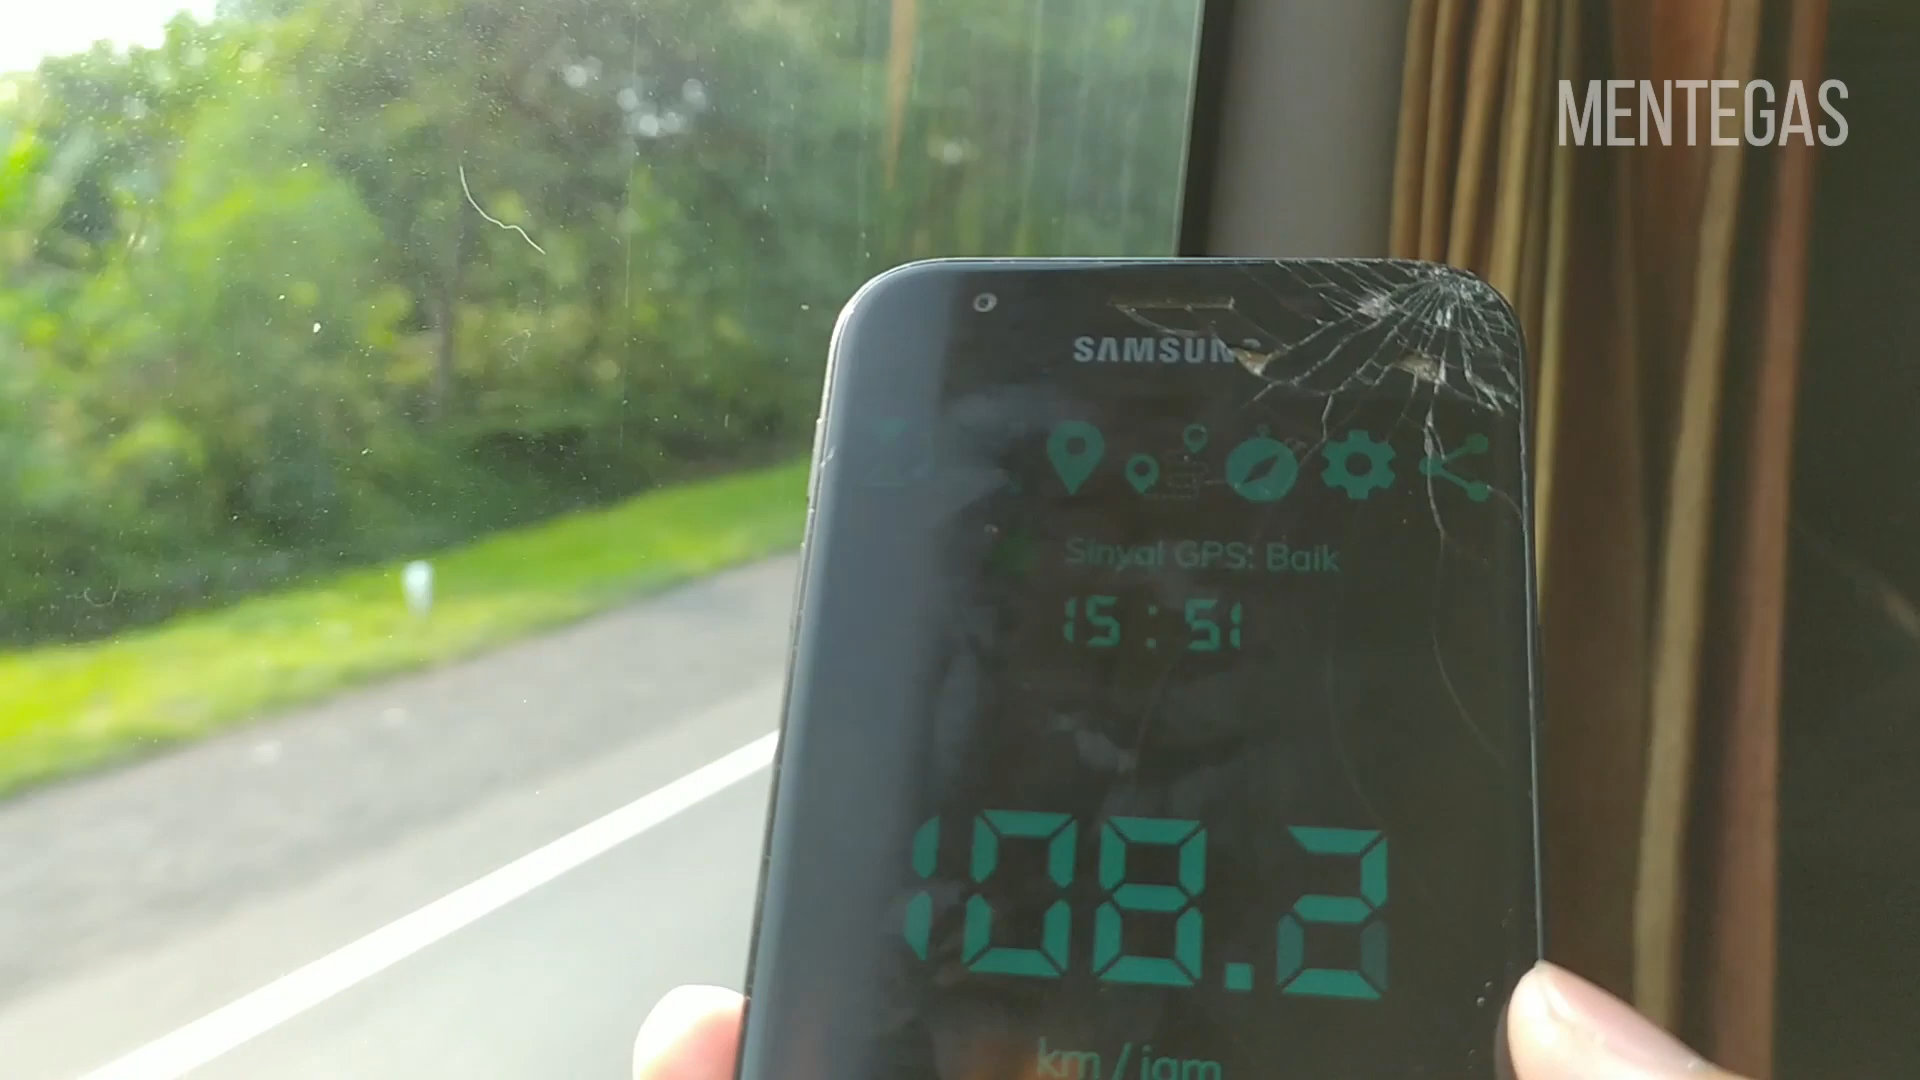 MENTEGAS
SAMSUNG
Sinyal GPS: Baik
15:51
108.2
km/jam